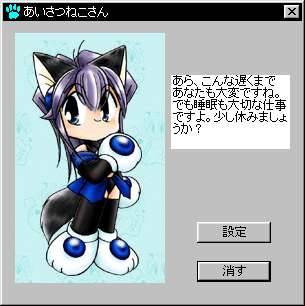 あいさつねこさん
あら、こんな遅くまで
あなたも大変ですね。
でも睡眠も大切な仕事
ですよ。少し休みましょ
うか？
設定
消す